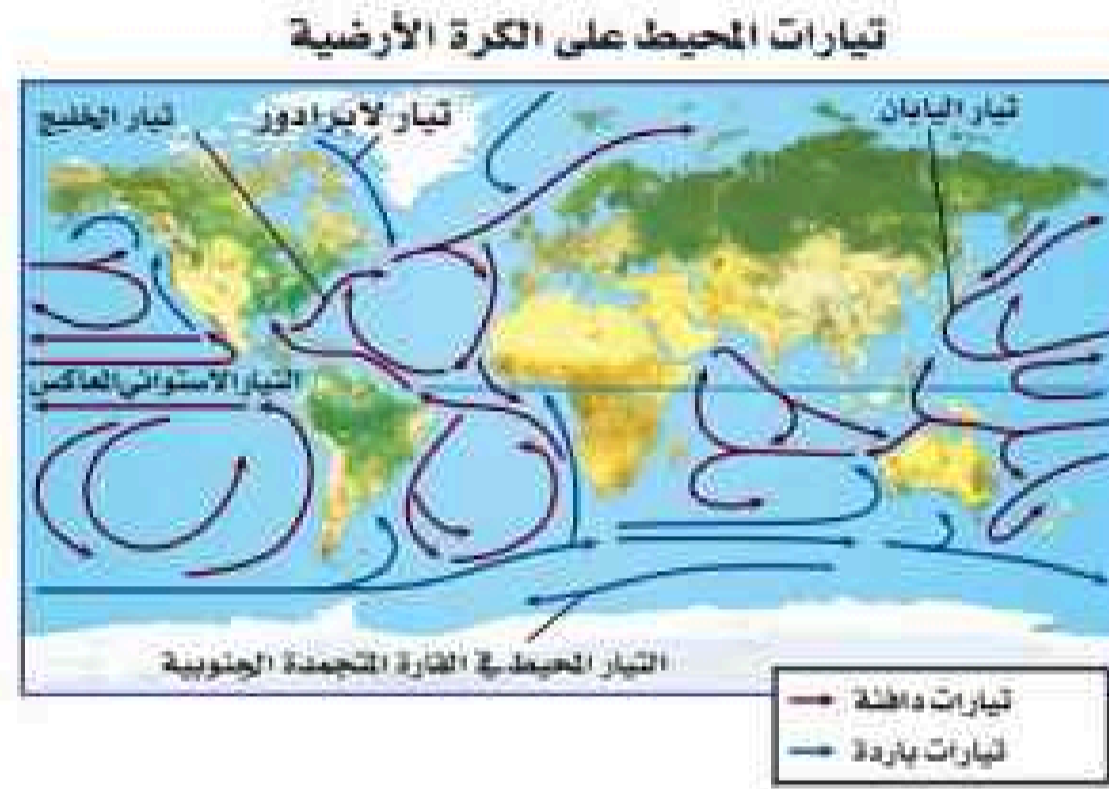 تيارات المحيط على الكرة الأرضية
تيار اليابان
تيار لابرادور
تيار الخليج
التيار الاستوائي العاكس
التيار المحيط في القارة المتجمدة الجنوبية
تيارات دافئة
تيارات باردة